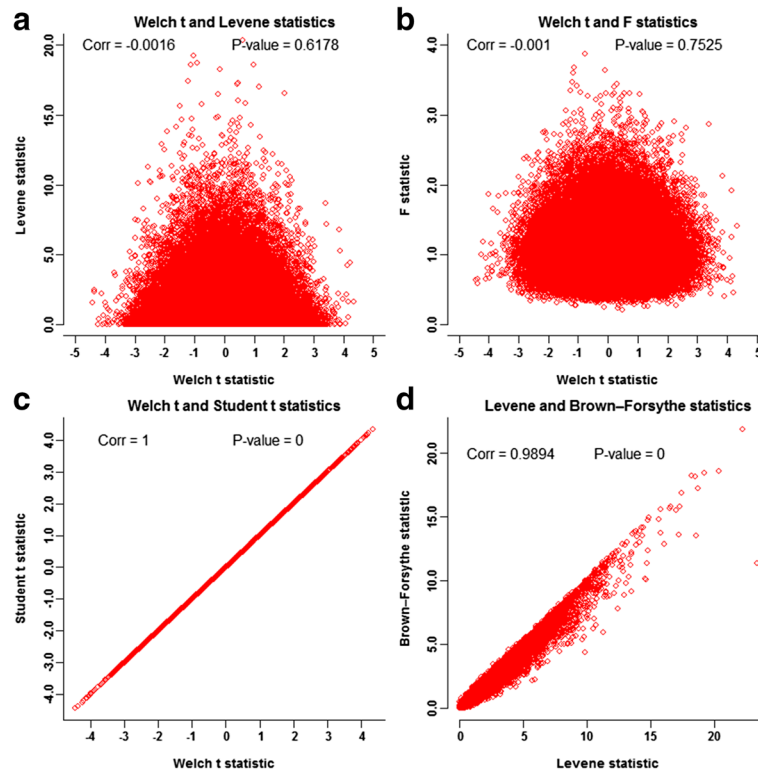 a
Welch t and Levene statistics
Corr = -0.0016 P-value = 0.6178
Levene statistic
20.0
15.0
10.0
5.0
0.0
-5 -4 -3 -2 -1 0 1 2 3 4 5
Welch t statistic
b
Welch t and F statistics
Corr = -0.001 P-value = 0.7525
F statistic
4.0
3.0
2.0
1.0
0.0
-5 -4 -3 -2 -1 0 1 2 3 4 5
Welch t statistic
c
Welch t and Student t statistics
Corr = 1 P-value = 0
Student t statistic
4.0
3.0
2.0
1.0
0.0
-1.0
-2.0
-3.0
-4.0
-4 -3 -2 -1 0 1 2 3 4
Welch t statistic
d
Levene and Brown–Forsythe statistics
Corr = 0.9894 P-value = 0
Brown–Forsythe statistic
20.0
15.0
10.0
5.0
0.0
0 5 10 15 20
Levene statistic